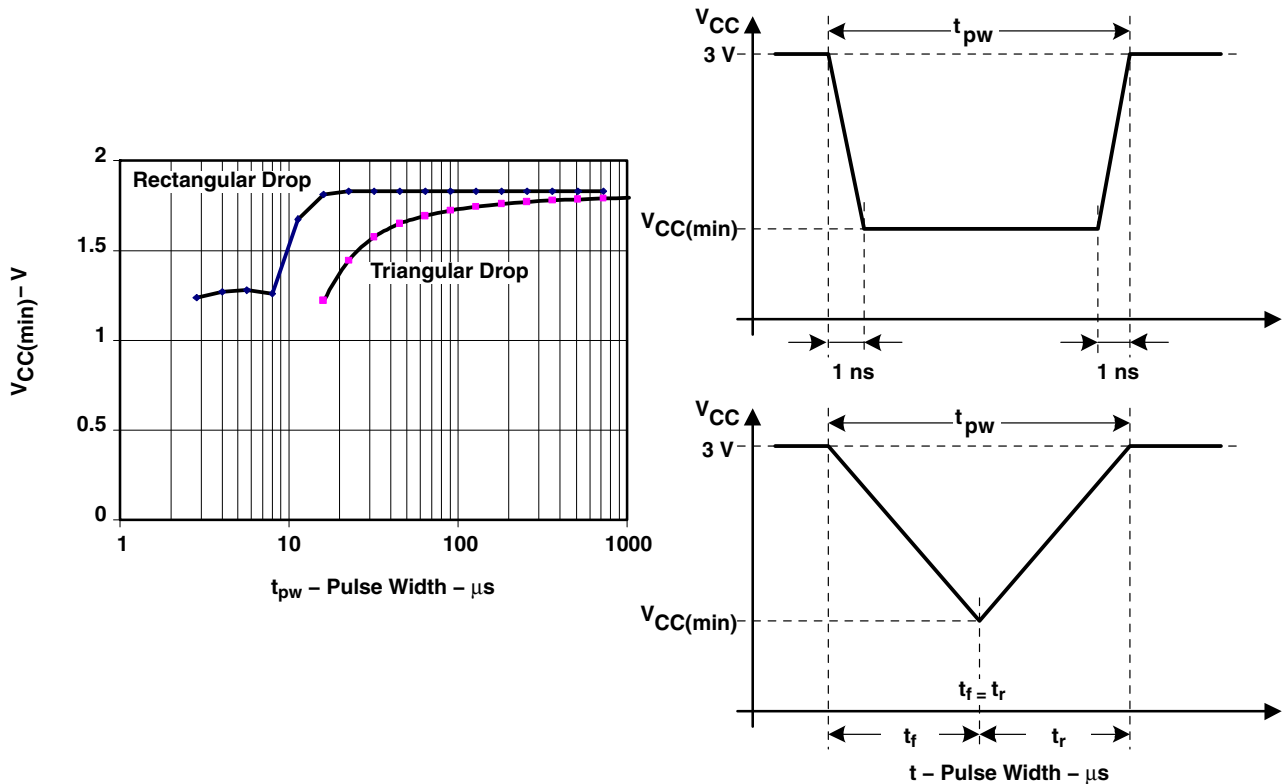 2
1.5
1
0.5
0
VCC(min) – V
Rectangular Drop
Triangular Drop
1
10
100
1000
tpw – Pulse Width – μs
VCC
3 V
tpw
VCC(min)
1 ns
1 ns
VCC
3 V
tpw
VCC(min)
tf = tr
tf
tr
t – Pulse Width – μs